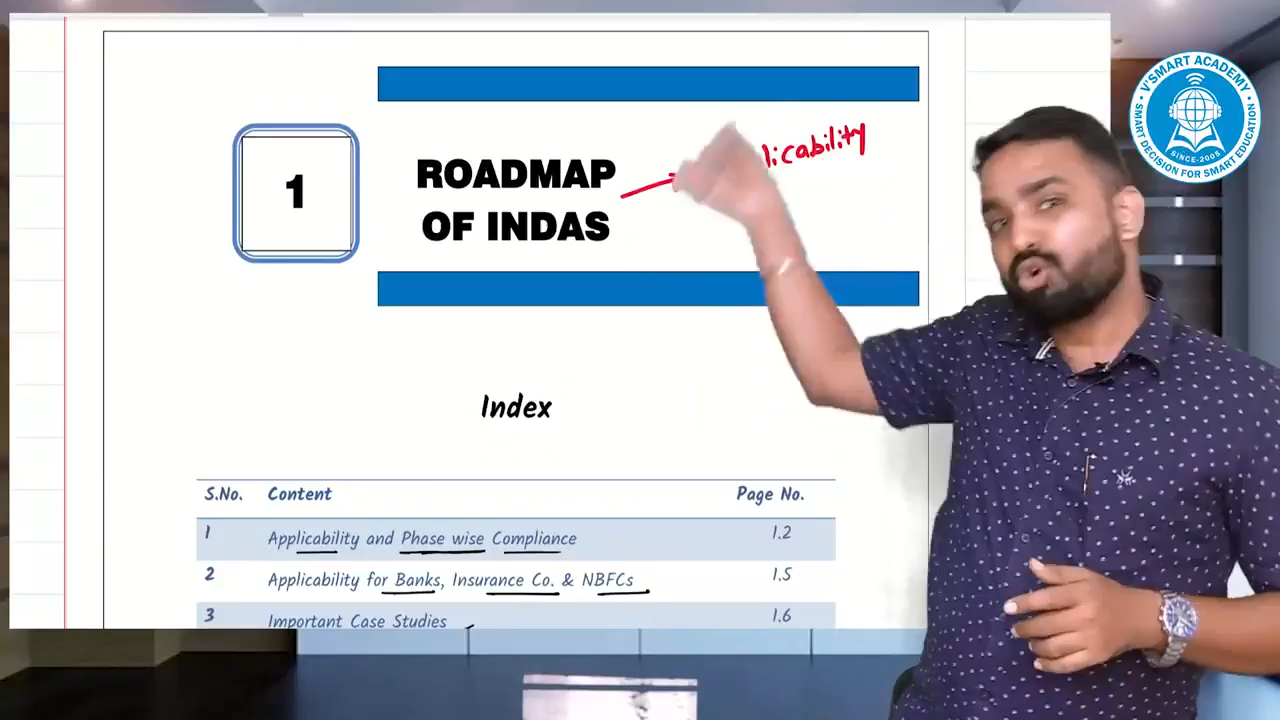 1
ROADMAP
OF INDAS
licability
Index
S.No. Content Page No.
1 Applicability and Phase wise Compliance 1.2
2 Applicability for Banks, Insurance Co. & NBFCs 1.5
3 Important Case Studies 1.6
V'SMART ACADEMY
SINCE-2005
SMART DECISION FOR SMART EDUCATION